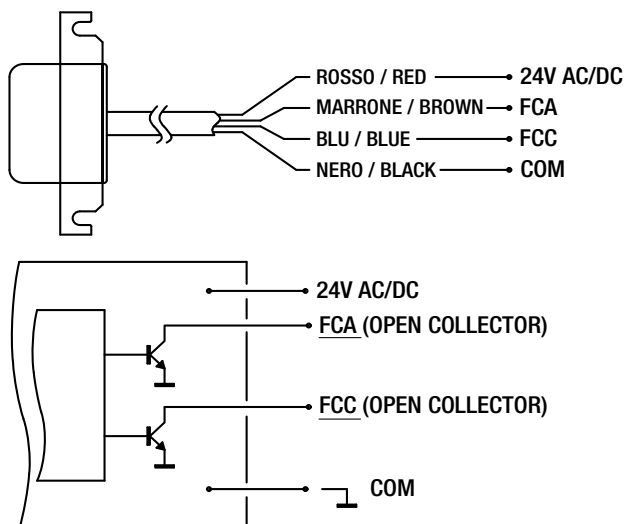 ROSSO / RED 24V AC/DC
MARRONE / BROWN FCA
BLU / BLUE FCC
NERO / BLACK COM
24V AC/DC
FCA (OPEN COLLECTOR)
FCC (OPEN COLLECTOR)
COM